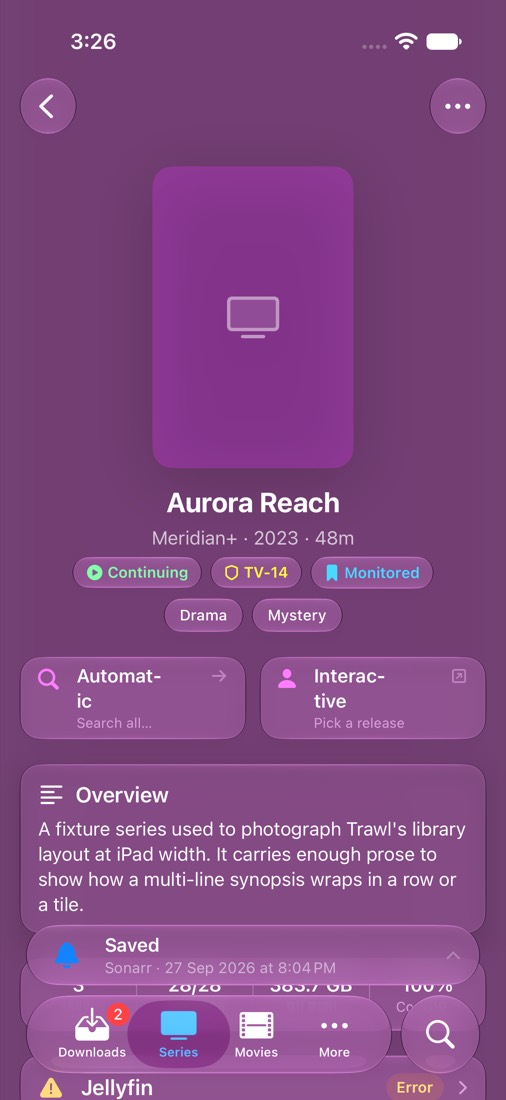 3:26
Aurora Reach
Meridian+ · 2023 · 48m
Continuing
TV-14
Monitored
Drama
Mystery
Automat-
ic
Search all...
Interac-
tive
Pick a release
Overview
A fixture series used to photograph Trawl's library
layout at iPad width. It carries enough prose to
show how a multi-line synopsis wraps in a row or
a tile.
Saved
Sonarr · 27 Sep 2026 at 8:04 PM
28/28
383.7 GB
100%
2
Downloads
Series
Movies
More
Jellyfin
Error